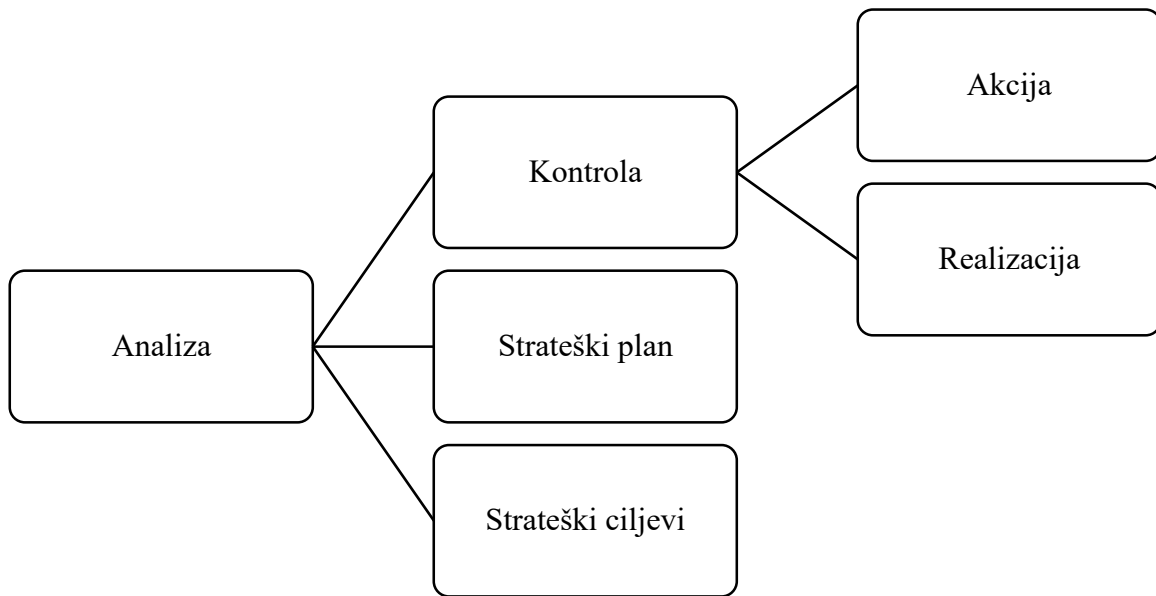 Analiza
Kontrola
Akcija
Realizacija
Strateški plan
Strateški ciljevi